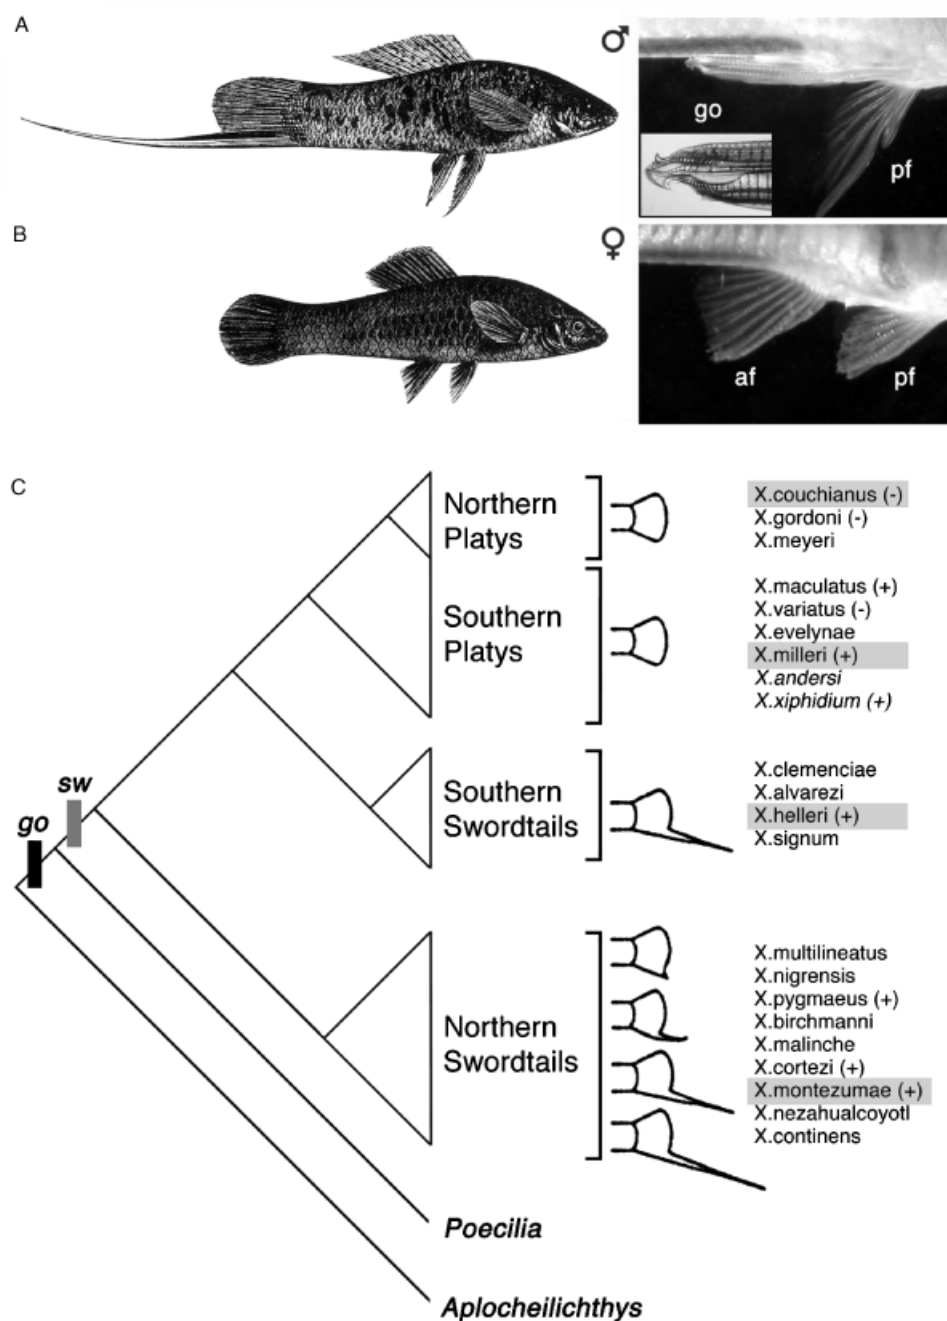 A
♂
go
pf
B
♀
af
pf
C
Northern
Platys
X.couchianus (-)
X.gordoni (-)
X.meyeri
Southern
Platys
X.maculatus (+)
X.variatus (-)
X.evelynae
X.milleri (+)
X.andersi
X.xiphidium (+)
sw
go
Southern
Swordtails
X.clemenciae
X.alvarezi
X.helleri (+)
X.signum
Northern
Swordtails
X.multilineatus
X.nigrensis
X.pygmaeus (+)
X.birchmanni
X.malinche
X.cortezi (+)
X.montezumae (+)
X.nezahualcoyotl
X.continens
Poecilia
Aplocheilichthys